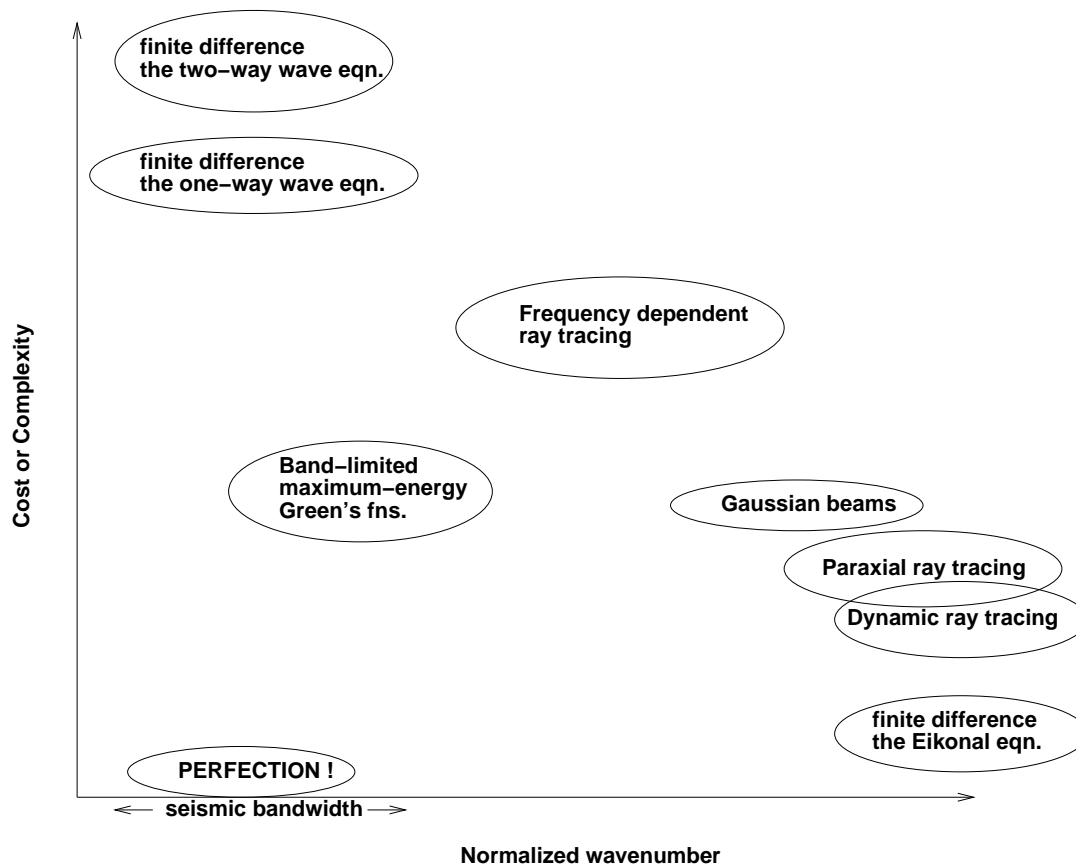 finite difference
the two−way wave eqn.
finite difference
the one−way wave eqn.
Frequency dependent
ray tracing
Cost or Complexity
Band−limited
maximum−energy
Green's fns.
Gaussian beams
Paraxial ray tracing
Dynamic ray tracing
finite difference
the Eikonal eqn.
PERFECTION !
seismic bandwidth
Normalized wavenumber